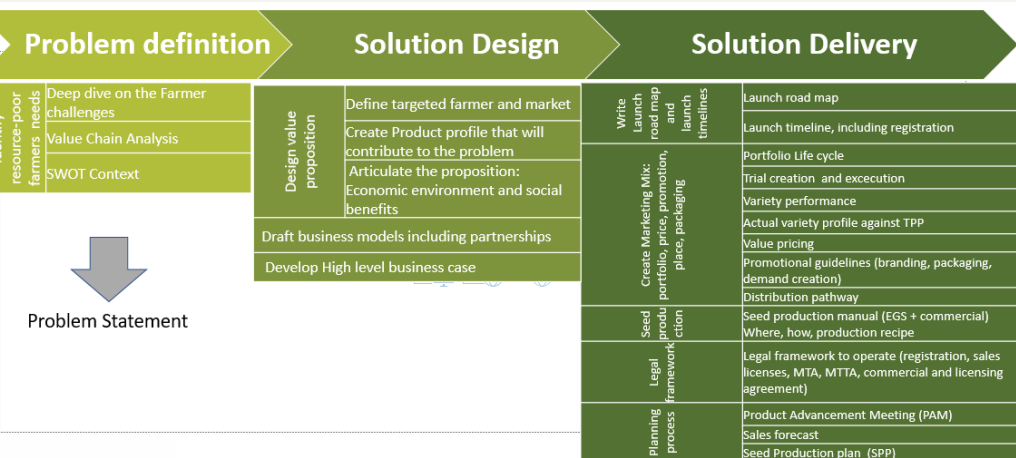 Problem definition
Solution Design
Solution Delivery
resource-poor
farmers needs
Deep dive on the Farmer
challenges
Value Chain Analysis
SWOT Context
Problem Statement
Design value
proposition
Define targeted farmer and market
Create Product profile that will
contribute to the problem
Articulate the proposition:
Economic environment and social
benefits
Draft business models including partnerships
Develop High level business case
Write
Launch
road map
and
launch
timelines
Launch road map
Launch timeline, including registration
Create Marketing Mix:
portfolio, price, promotion,
place, packaging
Portfolio Life cycle
Trial creation and excecution
Variety performance
Actual variety profile against TPP
Value pricing
Promotional guidelines (branding, packaging,
demand creation)
Distribution pathway
Seed
produ
ction
Seed production manual (EGS + commercial)
Where, how, production recipe
Legal
framework
Legal framework to operate (registration, sales
licenses, MTA, MTTA, commercial and licensing
agreement)
Planning
process
Product Advancement Meeting (PAM)
Sales forecast
Seed Production plan (SPP)